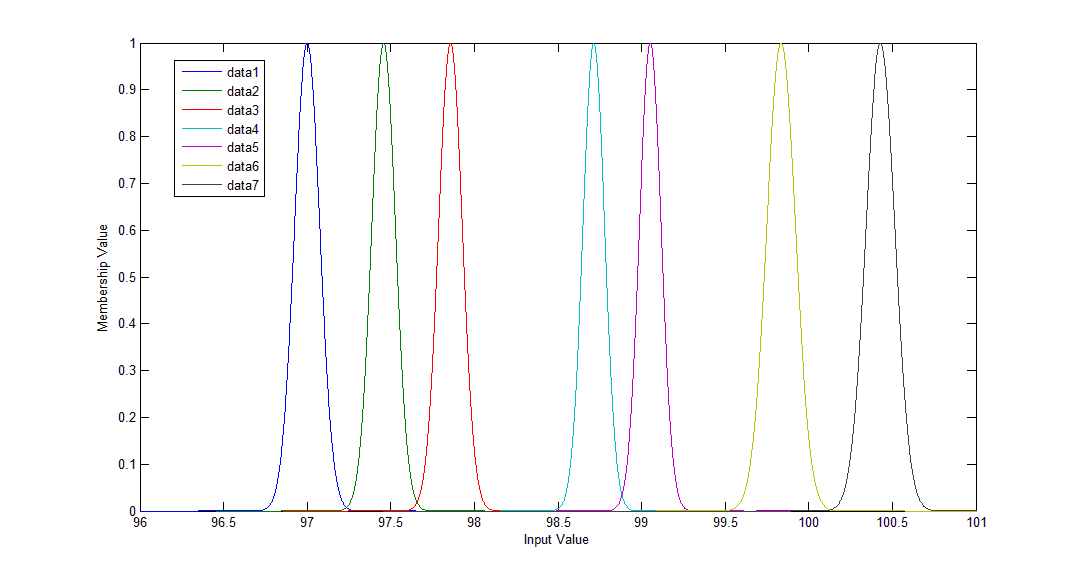 1
0.9
0.8
0.7
0.6
0.5
0.4
0.3
0.2
0.1
0
Membership Value
data1
data2
data3
data4
data5
data6
data7
96 96.5 97 97.5 98 98.5 99 99.5 100 100.5 101
Input Value